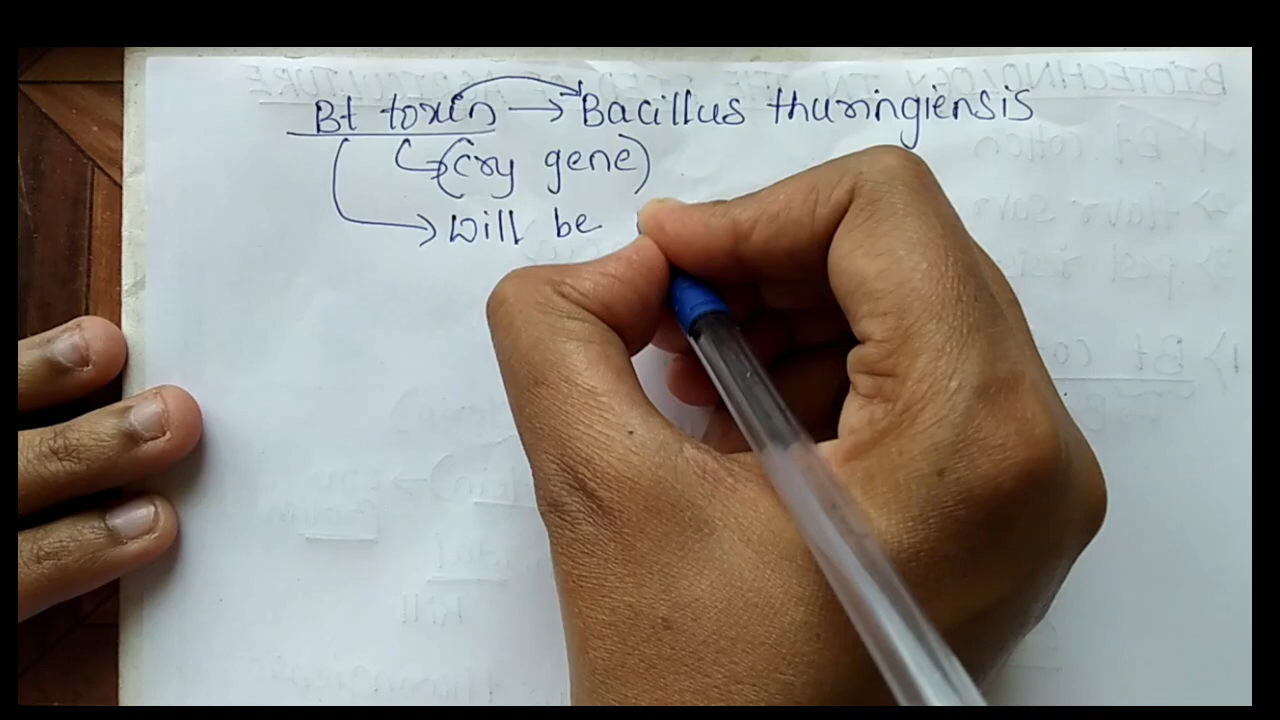 Bt toxin → Bacillus thuringiensis
(cry gene)
will be